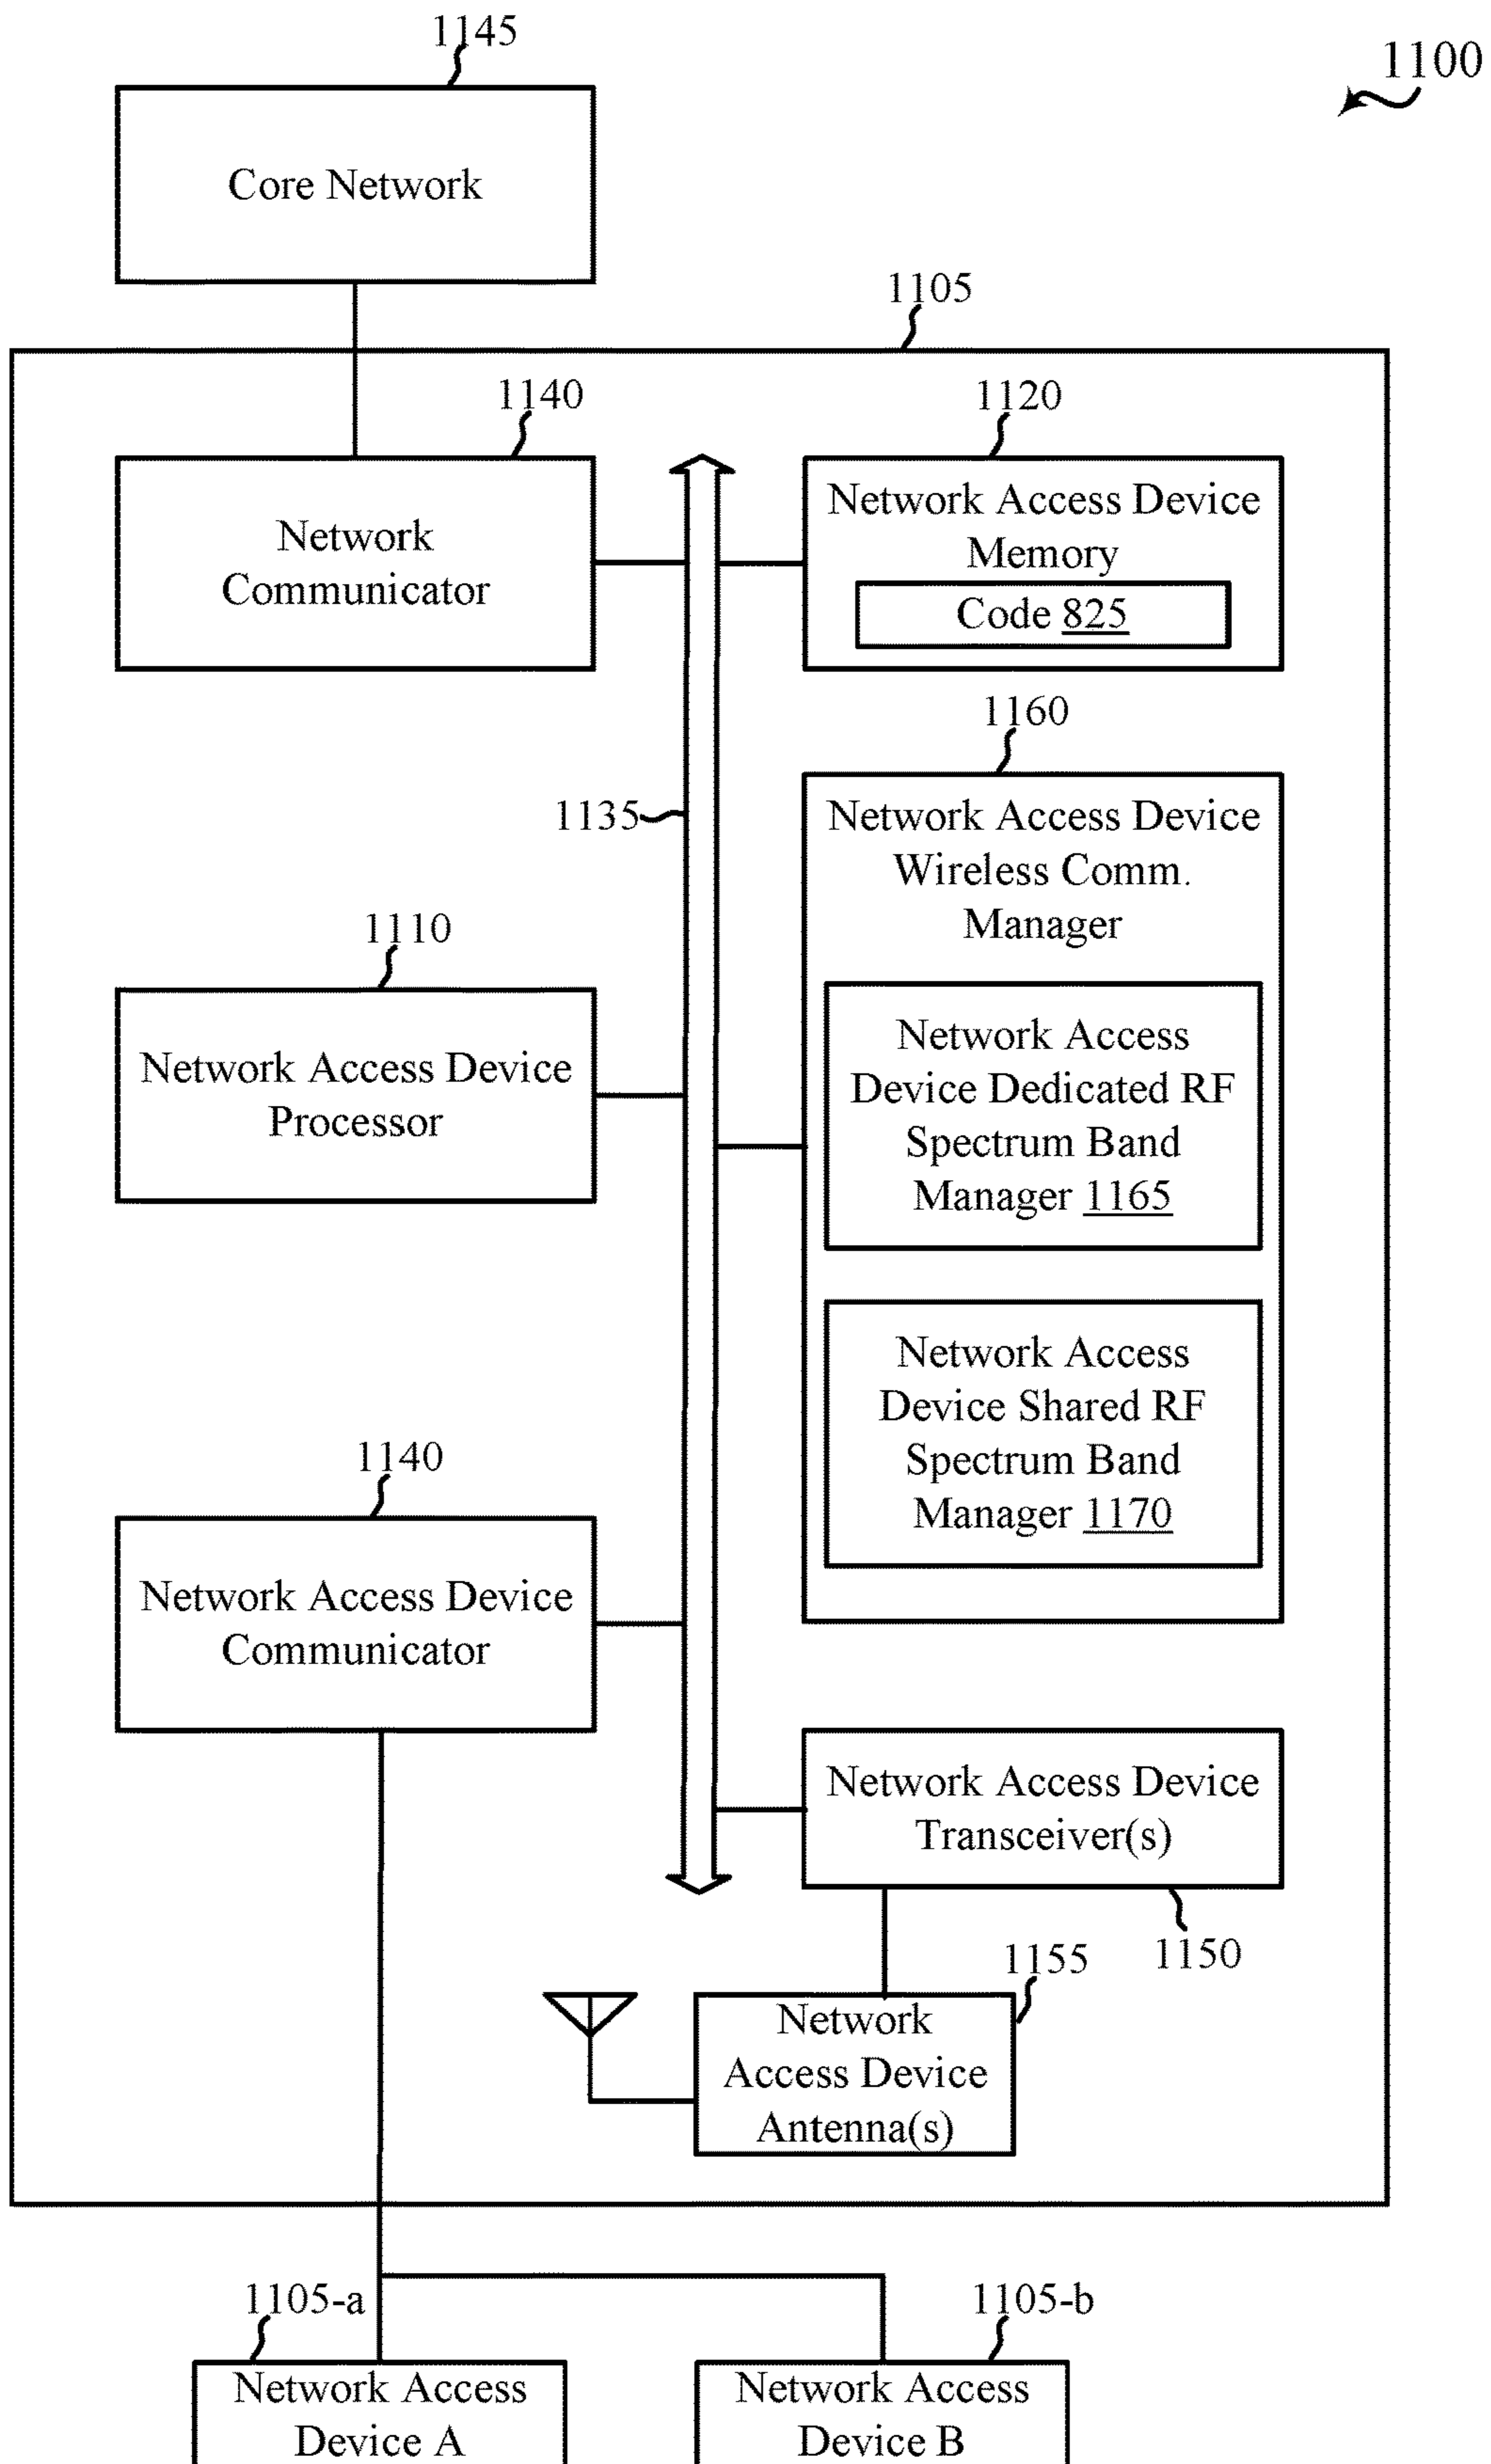 1145
1100
Core Network
1105
1140
1120
Network
Communicator
Network Access Device
Memory
Code 825
1160
1135
Network Access Device
Wireless Comm.
Manager
1110
Network Access Device
Processor
Network Access
Device Dedicated RF
Spectrum Band
Manager 1165
Network Access
Device Shared RF
Spectrum Band
Manager 1170
1140
Network Access Device
Communicator
Network Access Device
Transceiver(s)
1150
1155
Network
Access Device
Antenna(s)
1105-a
1105-b
Network Access
Device A
Network Access
Device B